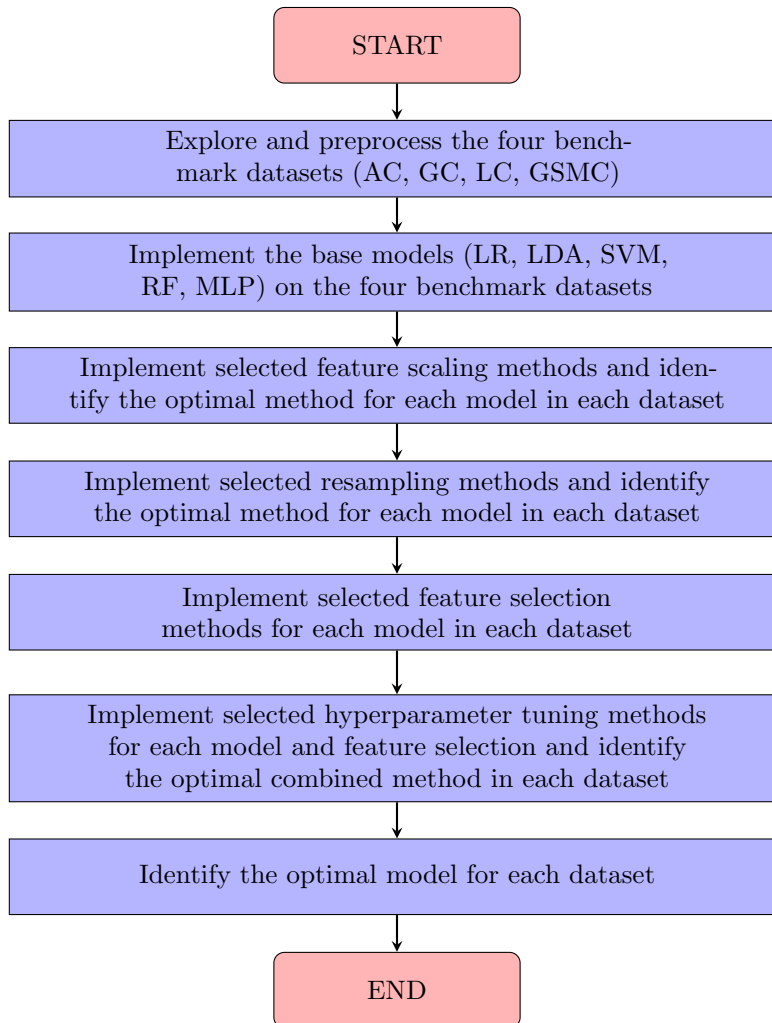 START
Explore and preprocess the four bench-
mark datasets (AC, GC, LC, GSMC)
Implement the base models (LR, LDA, SVM,
RF, MLP) on the four benchmark datasets
Implement selected feature scaling methods and iden-
tify the optimal method for each model in each dataset
Implement selected resampling methods and identify
the optimal method for each model in each dataset
Implement selected feature selection
methods for each model in each dataset
Implement selected hyperparameter tuning methods
for each model and feature selection and identify
the optimal combined method in each dataset
Identify the optimal model for each dataset
END